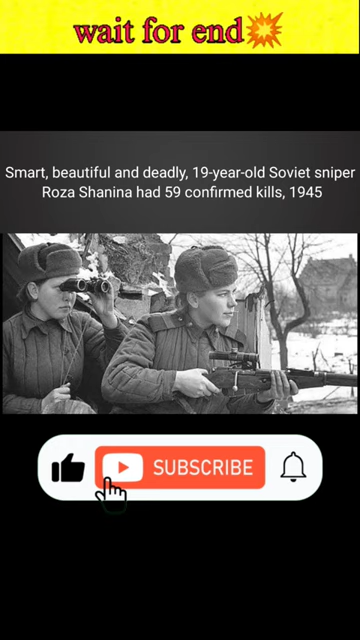 wait for end💥
Smart, beautiful and deadly, 19-year-old Soviet sniper
Roza Shanina had 59 confirmed kills, 1945
SUBSCRIBE